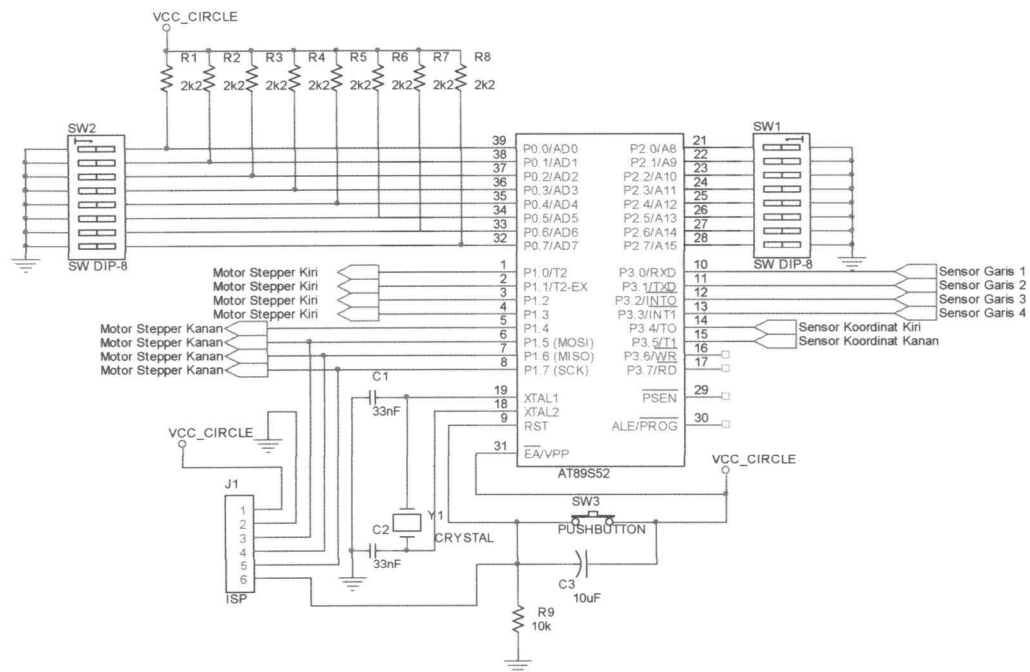 VCC_CIRCLE
R1 R2 R3 R4 R5 R6 R7 R8
2k2 2k2 2k2 2k2 2k2 2k2 2k2 2k2
SW2
SW DIP-8
SW1
SW DIP-8
39 P0.0/AD0
38 P0.1/AD1
37 P0.2/AD2
36 P0.3/AD3
35 P0.4/AD4
34 P0.5/AD5
33 P0.6/AD6
32 P0.7/AD7
P2.0/A8 21
P2.1/A9 22
P2.2/A10 23
P2.3/A11 24
P2.4/A12 25
P2.5/A13 26
P2.6/A14 27
P2.7/A15 28
Motor Stepper Kiri 1 P1.0/T2
Motor Stepper Kiri 2 P1.1/T2-EX
Motor Stepper Kiri 3 P1.2
Motor Stepper Kiri 4 P1.3
Motor Stepper Kanan 5 P1.4
Motor Stepper Kanan 6 P1.5 (MOSI)
Motor Stepper Kanan 7 P1.6 (MISO)
Motor Stepper Kanan 8 P1.7 (SCK)
P3.0/RXD 10 Sensor Garis 1
P3.1/TXD 11 Sensor Garis 2
P3.2/INTO 12 Sensor Garis 3
P3.3/INT1 13 Sensor Garis 4
P3.4/TO 14 Sensor Koordinat Kiri
P3.5/T1 15 Sensor Koordinat Kanan
P3.6/WR 16
P3.7/RD 17
19 XTAL1
18 XTAL2
9 RST
31 EA/VPP
PSEN 29
ALE/PROG 30
AT89S52
C1
33nF
C2
33nF
Y1
CRYSTAL
VCC_CIRCLE
J1
1
2
3
4
5
6
ISP
VCC_CIRCLE
SW3
PUSHBUTTON
C3
10uF
R9
10k